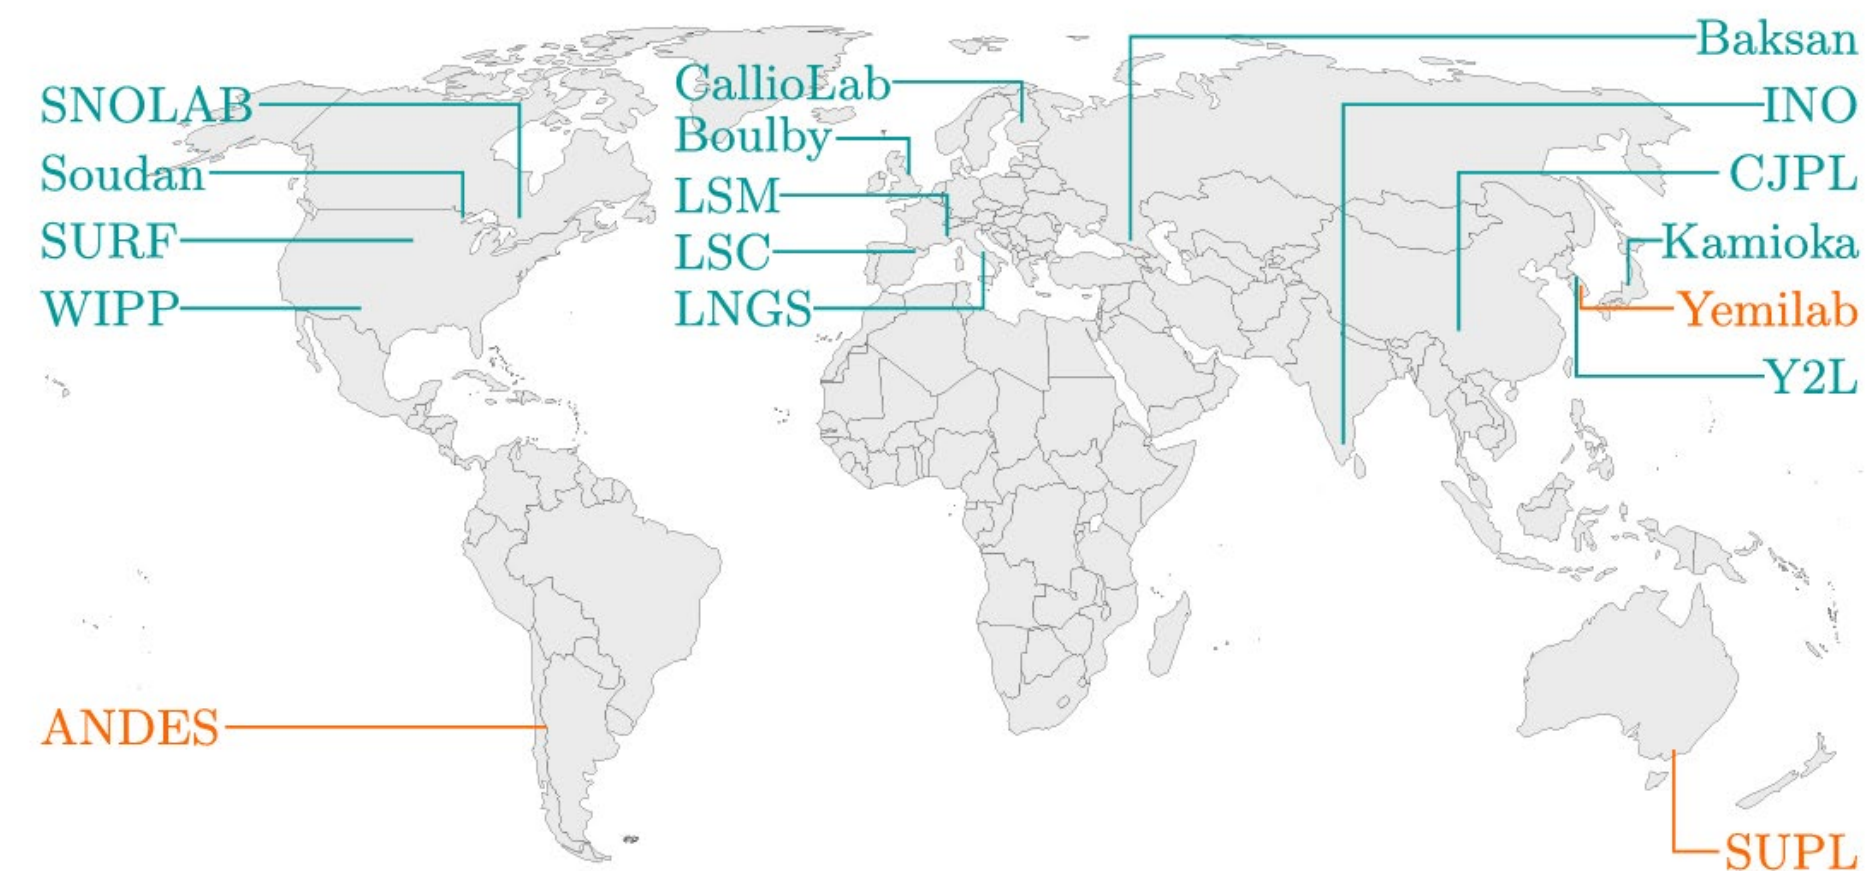 SNOLAB
Soudan
SURF
WIPP
ANDES
CallioLab
Boulby
LSM
LSC
LNGS
Baksan
INO
CJPL
Kamioka
Yemilab
Y2L
SUPL